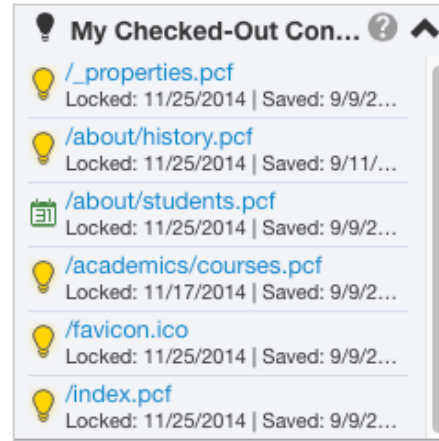 My Checked-Out Con... ?
/_properties.pcf
Locked: 11/25/2014 | Saved: 9/9/2...
/about/history.pcf
Locked: 11/25/2014 | Saved: 9/11/...
31 /about/students.pcf
Locked: 11/25/2014 | Saved: 9/9/2...
/academics/courses.pcf
Locked: 11/17/2014 | Saved: 9/9/2...
/favicon.ico
Locked: 11/25/2014 | Saved: 9/9/2...
/index.pcf
Locked: 11/25/2014 | Saved: 9/9/2...